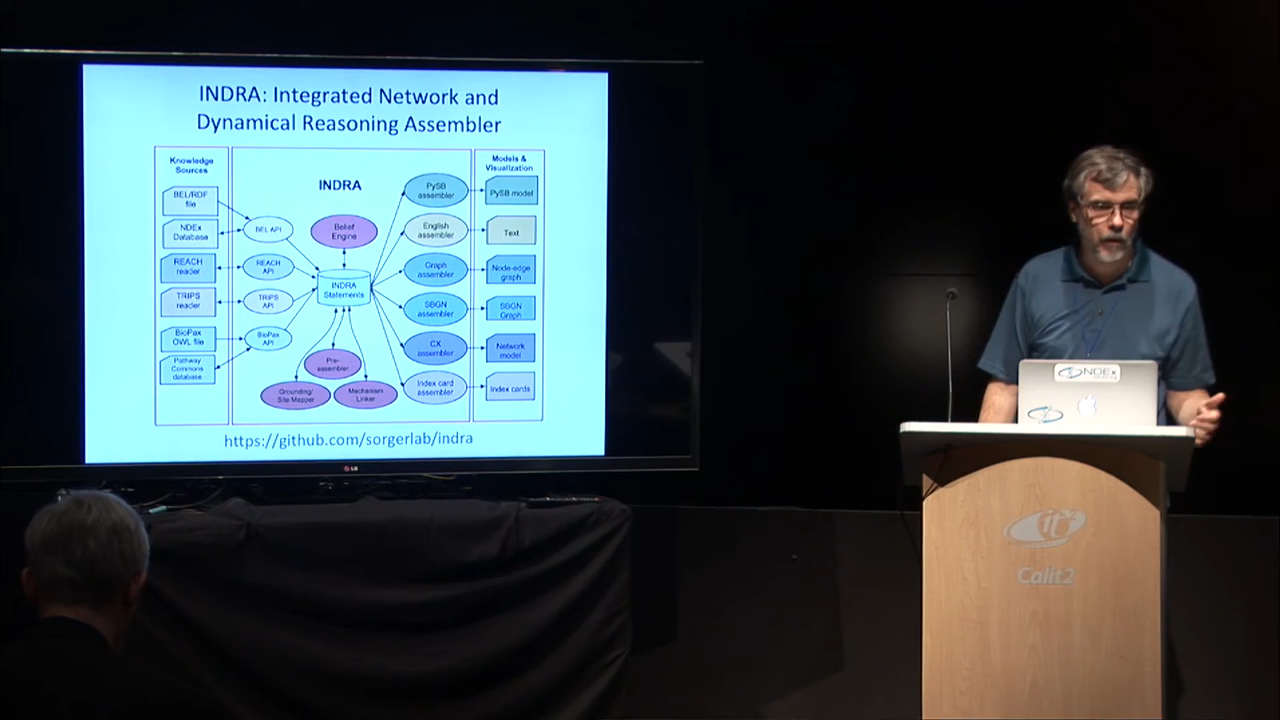 INDRA: Integrated Network and
Dynamical Reasoning Assembler
Knowledge
Sources
BEL/RDF
file
NDEx
Database
REACH
reader
TRIPS
reader
BioPax
OWL file
Pathway
Commons
database
INDRA
BEL API
REACH
API
TRIPS
API
BioPax
API
Belief
Engine
INDRA
Statements
Pre-
assembler
Grounding/
Site Mapper
Mechanism
Linker
PySB
assembler
English
assembler
Graph
assembler
SBGN
assembler
CX
assembler
Index card
assembler
Models &
Visualization
PySB model
Text
Node-edge
graph
SBGN
Graph
Network
model
Index cards
https://github.com/sorgerlab/indra
LG
NDEx
it2
Calit2